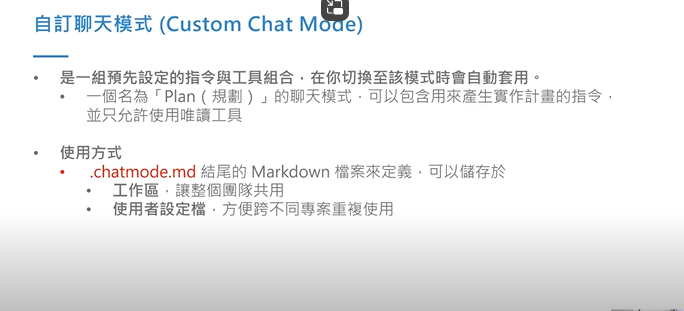 自訂聊天模式 (Custom Chat Mode)
• 是一組預先設定的指令與工具組合，在你切換至該模式時會自動套用。
• 一個名為「Plan（規劃）」的聊天模式，可以包含用來產生實作計畫的指令，
並只允許使用唯讀工具
• 使用方式
• .chatmode.md 結尾的 Markdown 檔案來定義，可以儲存於
• 工作區，讓整個團隊共用
• 使用者設定檔，方便跨不同專案重複使用